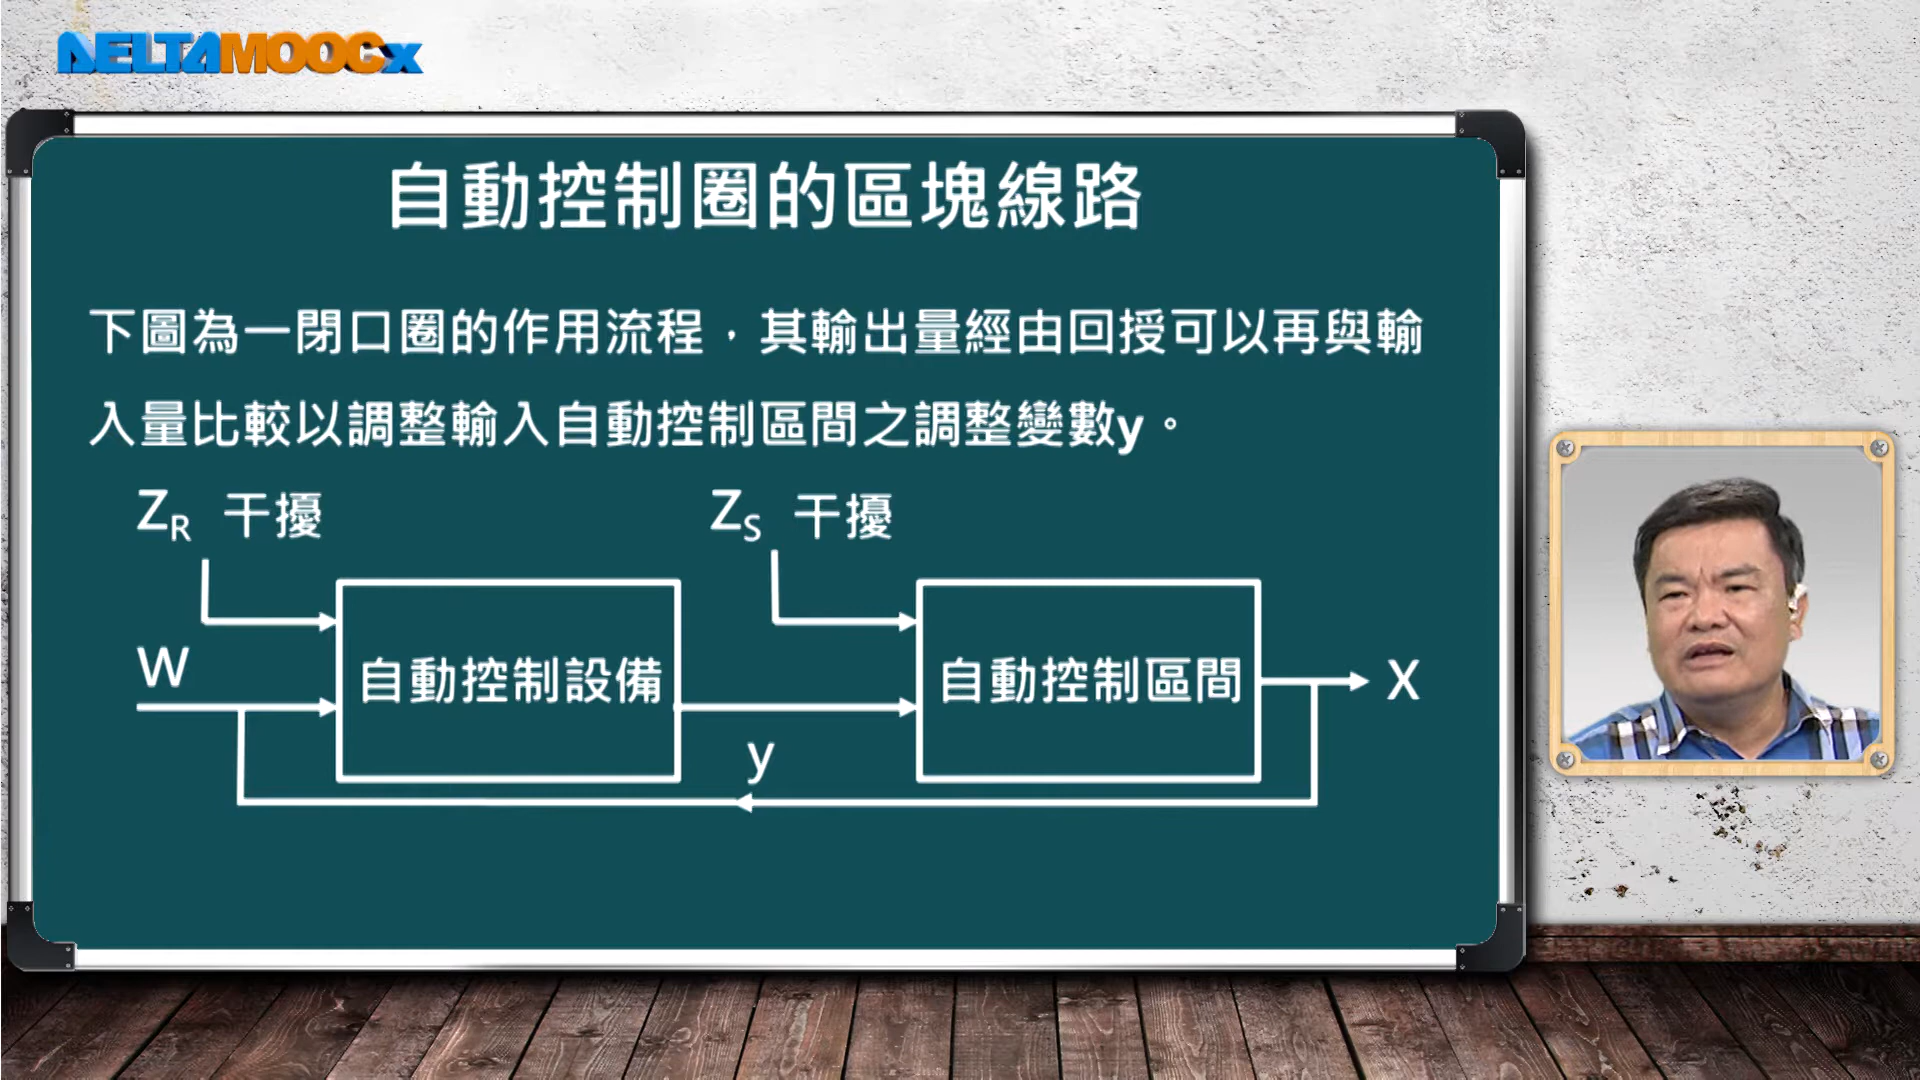 DELTAMOOCx
自動控制圈的區塊線路
下圖為一閉口圈的作用流程，其輸出量經由回授可以再與輸
入量比較以調整輸入自動控制區間之調整變數y。
ZR 干擾
ZS 干擾
W
自動控制設備
自動控制區間
X
y